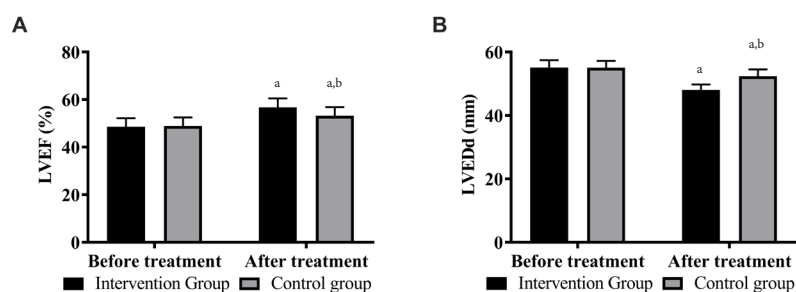 A
LVEF (%)
80
60
40
20
0
a
a,b
Before treatment
After treatment
Intervention Group
Control group
B
LVEDd (mm)
60
40
20
0
a
a,b
Before treatment
After treatment
Intervention Group
Control group